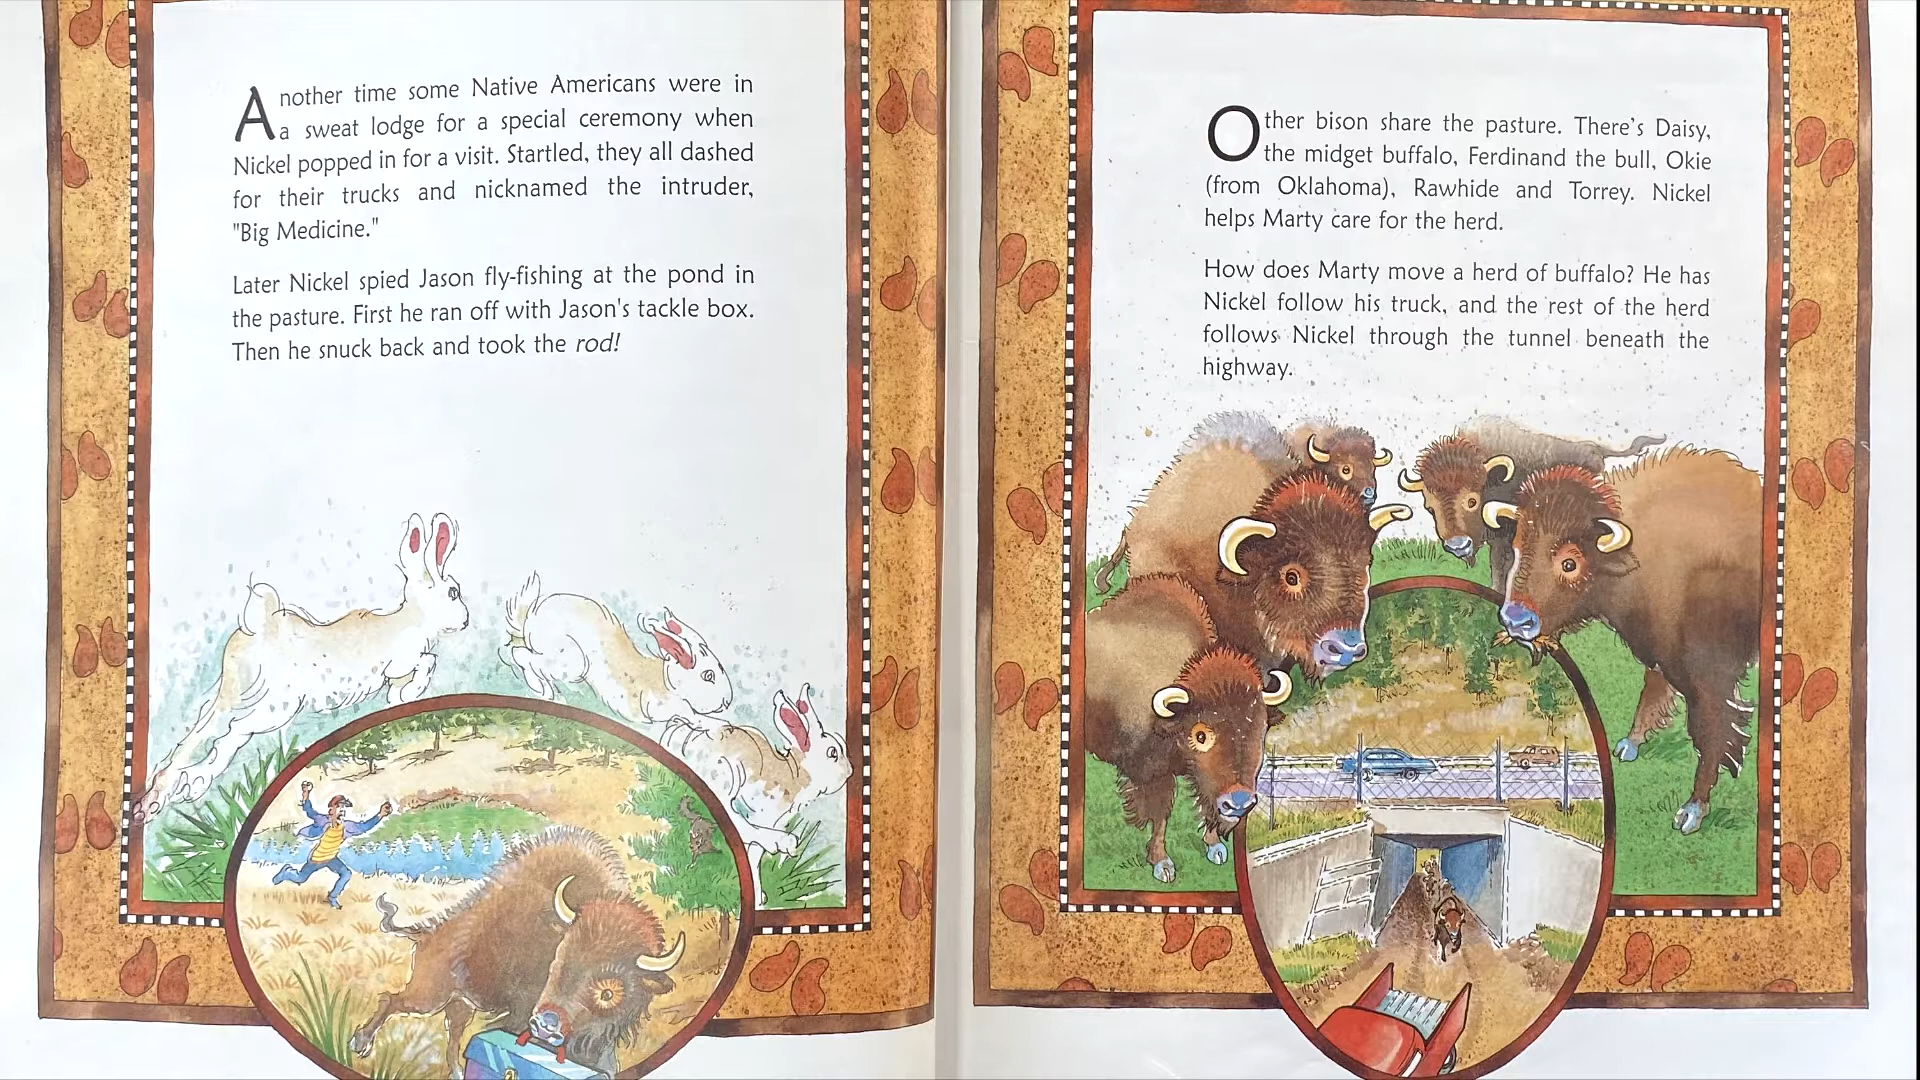 Another time some Native Americans were in
a sweat lodge for a special ceremony when
Nickel popped in for a visit. Startled, they all dashed
for their trucks and nicknamed the intruder,
"Big Medicine."
Later Nickel spied Jason fly-fishing at the pond in
the pasture. First he ran off with Jason's tackle box.
Then he snuck back and took the rod!
Other bison share the pasture. There's Daisy,
the midget buffalo, Ferdinand the bull, Okie
(from Oklahoma), Rawhide and Torrey. Nickel
helps Marty care for the herd.
How does Marty move a herd of buffalo? He has
Nickel follow his truck, and the rest of the herd
follows Nickel through the tunnel beneath the
highway.